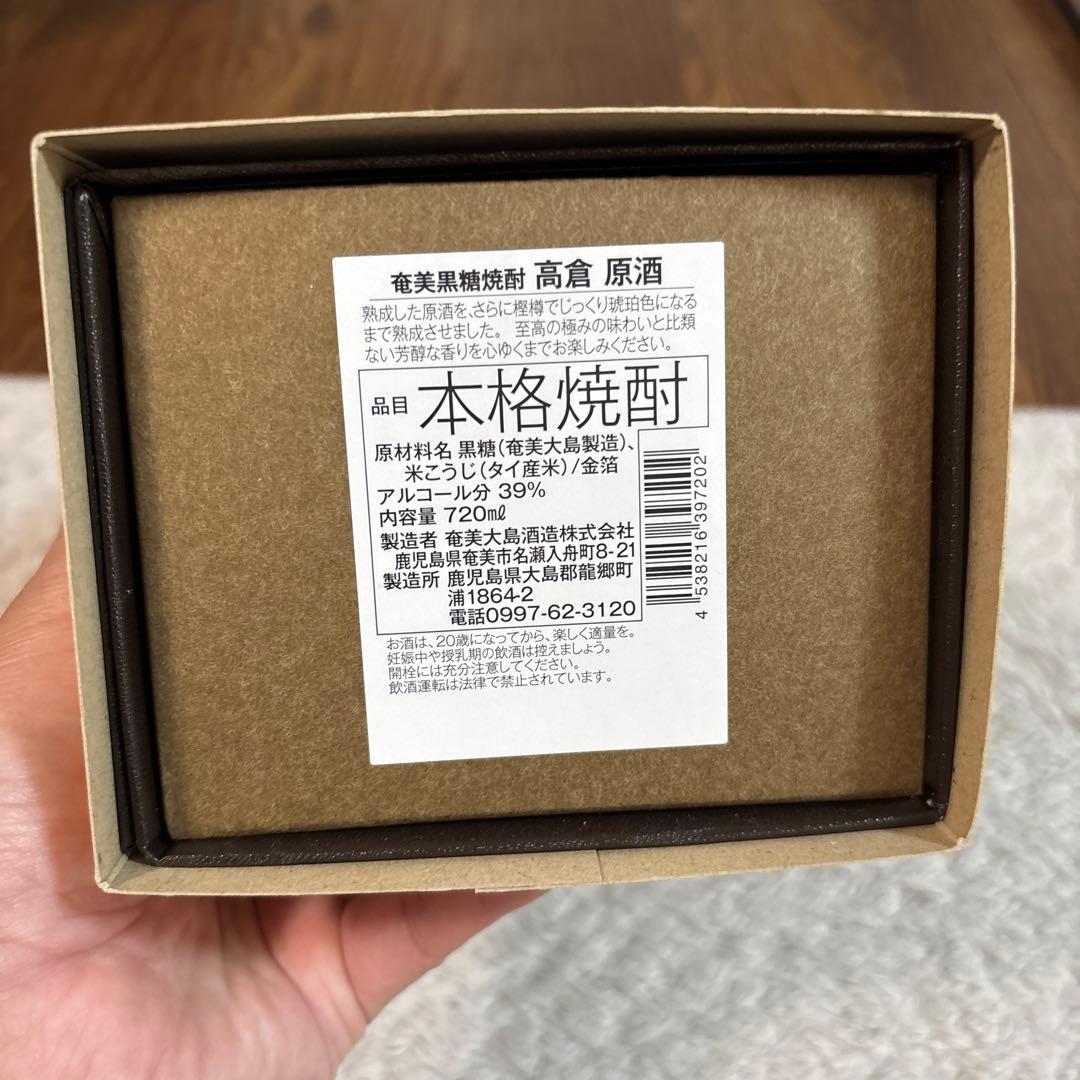 奄美黒糖焼酎 高倉 原酒
熟成した原酒を、さらに樫樽でじっくり琥珀色になる
まで熟成させました。 至高の極みの味わいと比類
ない芳醇な香りを心ゆくまでお楽しみください。
品目 本格焼酎
原材料名 黒糖(奄美大島製造)、
米こうじ(タイ産米)/金箔
アルコール分 39%
内容量 720㎖
製造者 奄美大島酒造株式会社
鹿児島県奄美市名瀬入舟町8-21
製造所 鹿児島県大島郡龍郷町
浦1864-2
電話0997-62-3120
4 538216 397202
お酒は、20歳になってから、楽しく適量を。
妊娠中や授乳期の飲酒は控えましょう。
開栓には充分注意してください。
飲酒運転は法律で禁止されています。